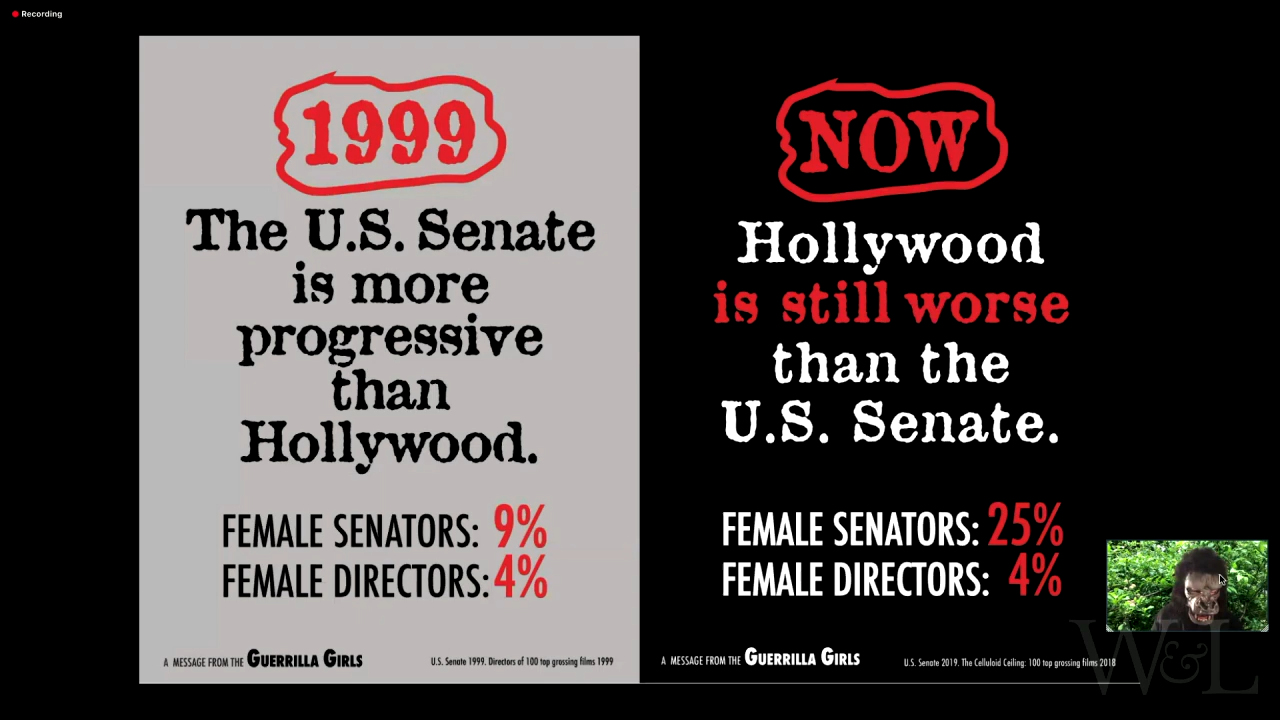 Recording
1999
The U.S. Senate
is more
progressive
than
Hollywood.
FEMALE SENATORS: 9%
FEMALE DIRECTORS: 4%
A MESSAGE FROM THE GUERRILLA GIRLS
U.S. Senate 1999. Directors of 100 top grossing films 1999
NOW
Hollywood
is still worse
than the
U.S. Senate.
FEMALE SENATORS: 25%
FEMALE DIRECTORS: 4%
A MESSAGE FROM THE GUERRILLA GIRLS
U.S. Senate 2019. The Celluloid Ceiling: 100 top grossing films 2018
W&L